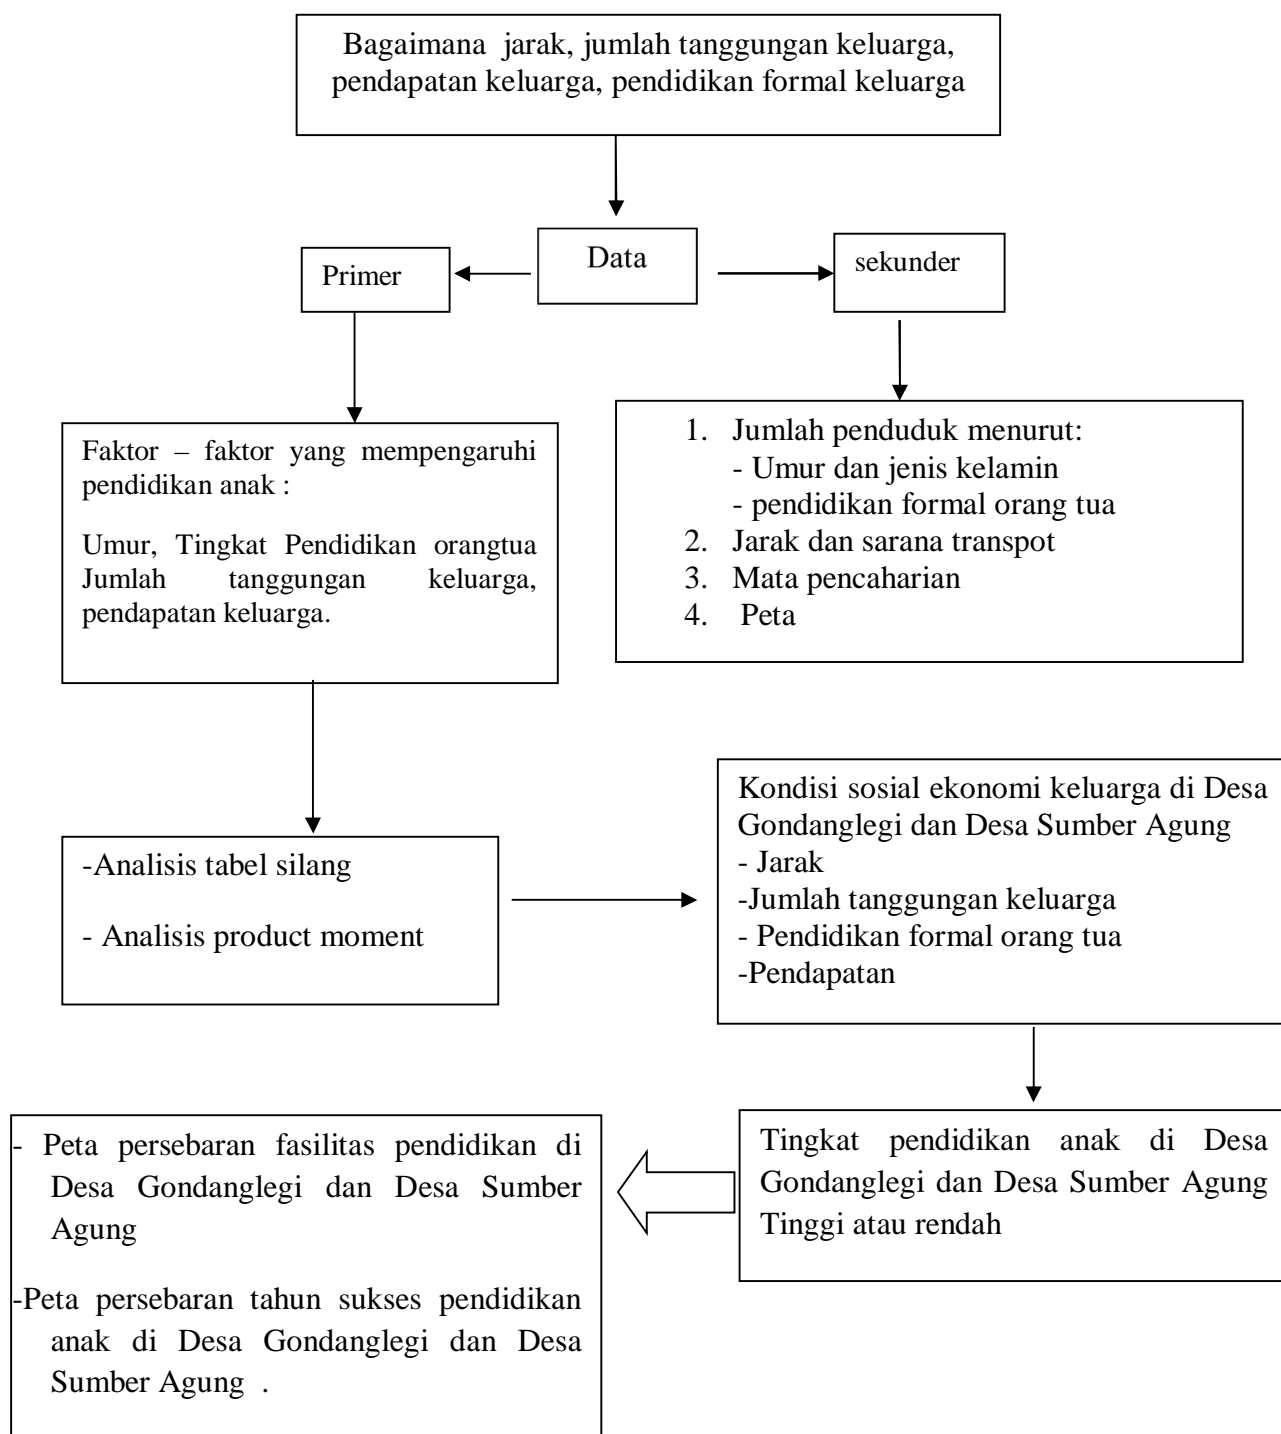 Bagaimana jarak, jumlah tanggungan keluarga,
pendapatan keluarga, pendidikan formal keluarga
Data
Primer
sekunder
Faktor – faktor yang mempengaruhi
pendidikan anak :
Umur, Tingkat Pendidikan orangtua
Jumlah tanggungan keluarga,
pendapatan keluarga.
1. Jumlah penduduk menurut:
- Umur dan jenis kelamin
- pendidikan formal orang tua
2. Jarak dan sarana transpot
3. Mata pencaharian
4. Peta
-Analisis tabel silang
- Analisis product moment
Kondisi sosial ekonomi keluarga di Desa
Gondanglegi dan Desa Sumber Agung
- Jarak
-Jumlah tanggungan keluarga
- Pendidikan formal orang tua
-Pendapatan
Tingkat pendidikan anak di Desa
Gondanglegi dan Desa Sumber Agung
Tinggi atau rendah
- Peta persebaran fasilitas pendidikan di
Desa Gondanglegi dan Desa Sumber
Agung
-Peta persebaran tahun sukses pendidikan
anak di Desa Gondanglegi dan Desa
Sumber Agung .